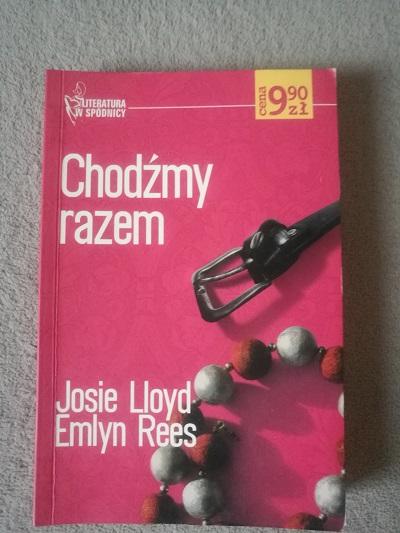 LITERATURA
W SPÓDNICY
cena 9 90 zł
Chodźmy
razem
Josie Lloyd
Emlyn Rees